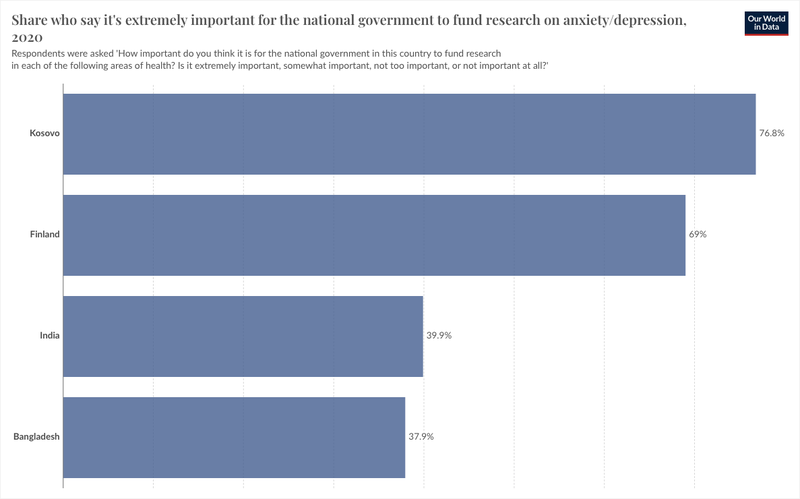 Share who say it's extremely important for the national government to fund research on anxiety/depression,
2020
Our World
in Data
Respondents were asked 'How important do you think it is for the national government in this country to fund research
in each of the following areas of health? Is it extremely important, somewhat important, not too important, or not important at all?'
Kosovo 76.8%
Finland 69%
India 39.9%
Bangladesh 37.9%